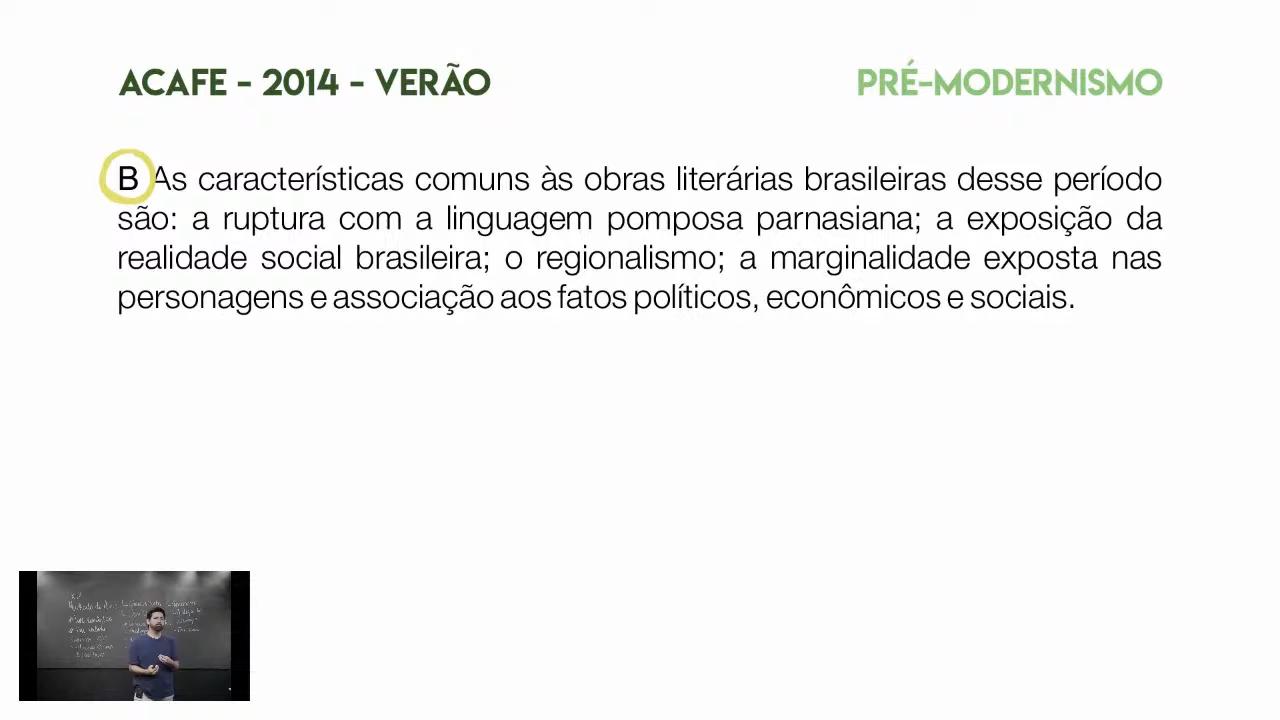 ACAFE - 2014 - VERÃO
PRÉ-MODERNISMO
B As características comuns às obras literárias brasileiras desse período
são: a ruptura com a linguagem pomposa parnasiana; a exposição da
realidade social brasileira; o regionalismo; a marginalidade exposta nas
personagens e associação aos fatos políticos, econômicos e sociais.